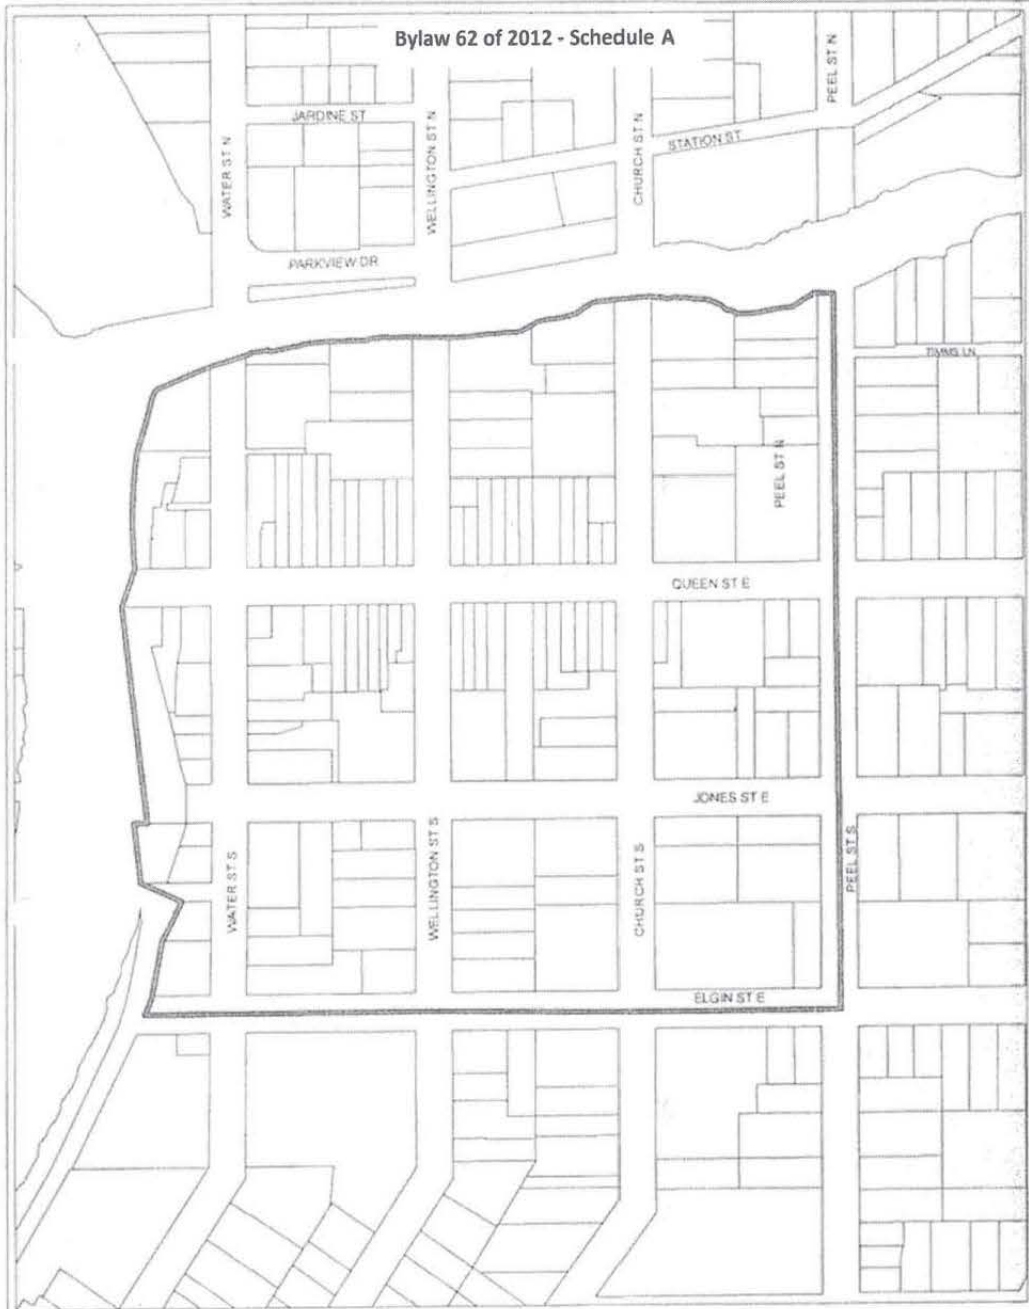 Bylaw 62 of 2012 - Schedule A
PEEL ST N
JARDINE ST
WATER ST N
WELLINGTON ST N
CHURCH ST N
STATION ST
PARKVIEW DR
TIMMS LN
PEEL ST N
QUEEN ST E
JONES ST E
WATER ST S
WELLINGTON ST S
CHURCH ST S
PEEL ST S
ELGIN ST E